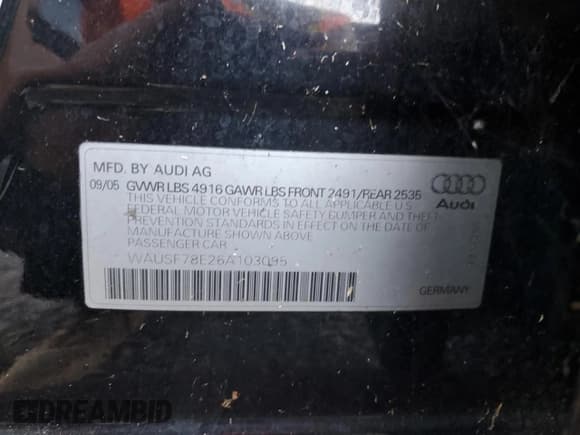 MFD. BY AUDI AG
09/05 GVWR LBS 4916 GAWR LBS FRONT 2491/REAR 2535
THIS VEHICLE CONFORMS TO ALL APPLICABLE U.S.
FEDERAL MOTOR VEHICLE SAFETY BUMPER AND THEFT
PREVENTION STANDARDS IN EFFECT ON THE DATE OF
MANUFACTURE SHOWN ABOVE
PASSENGER CAR
WAUSF78E26A103095
Audi
GERMANY
DREAMBID